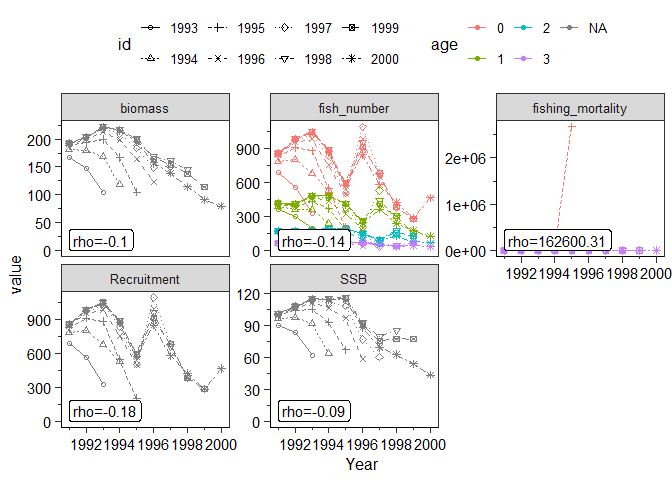 id 1993 1995 1997 1999 age 0 2 NA
1994 1996 1998 2000 1 3
biomass fish_number fishing_mortality
200
150
100
50
0
rho=-0.1
900
600
300
0
rho=-0.14
2e+06
1e+06
0e+00
rho=162600.31
1992 1994 1996 1998 2000
Recruitment SSB
900
600
300
0
rho=-0.18
120
90
60
30
0
rho=-0.09
1992 1994 1996 1998 2000 1992 1994 1996 1998 2000
value
Year